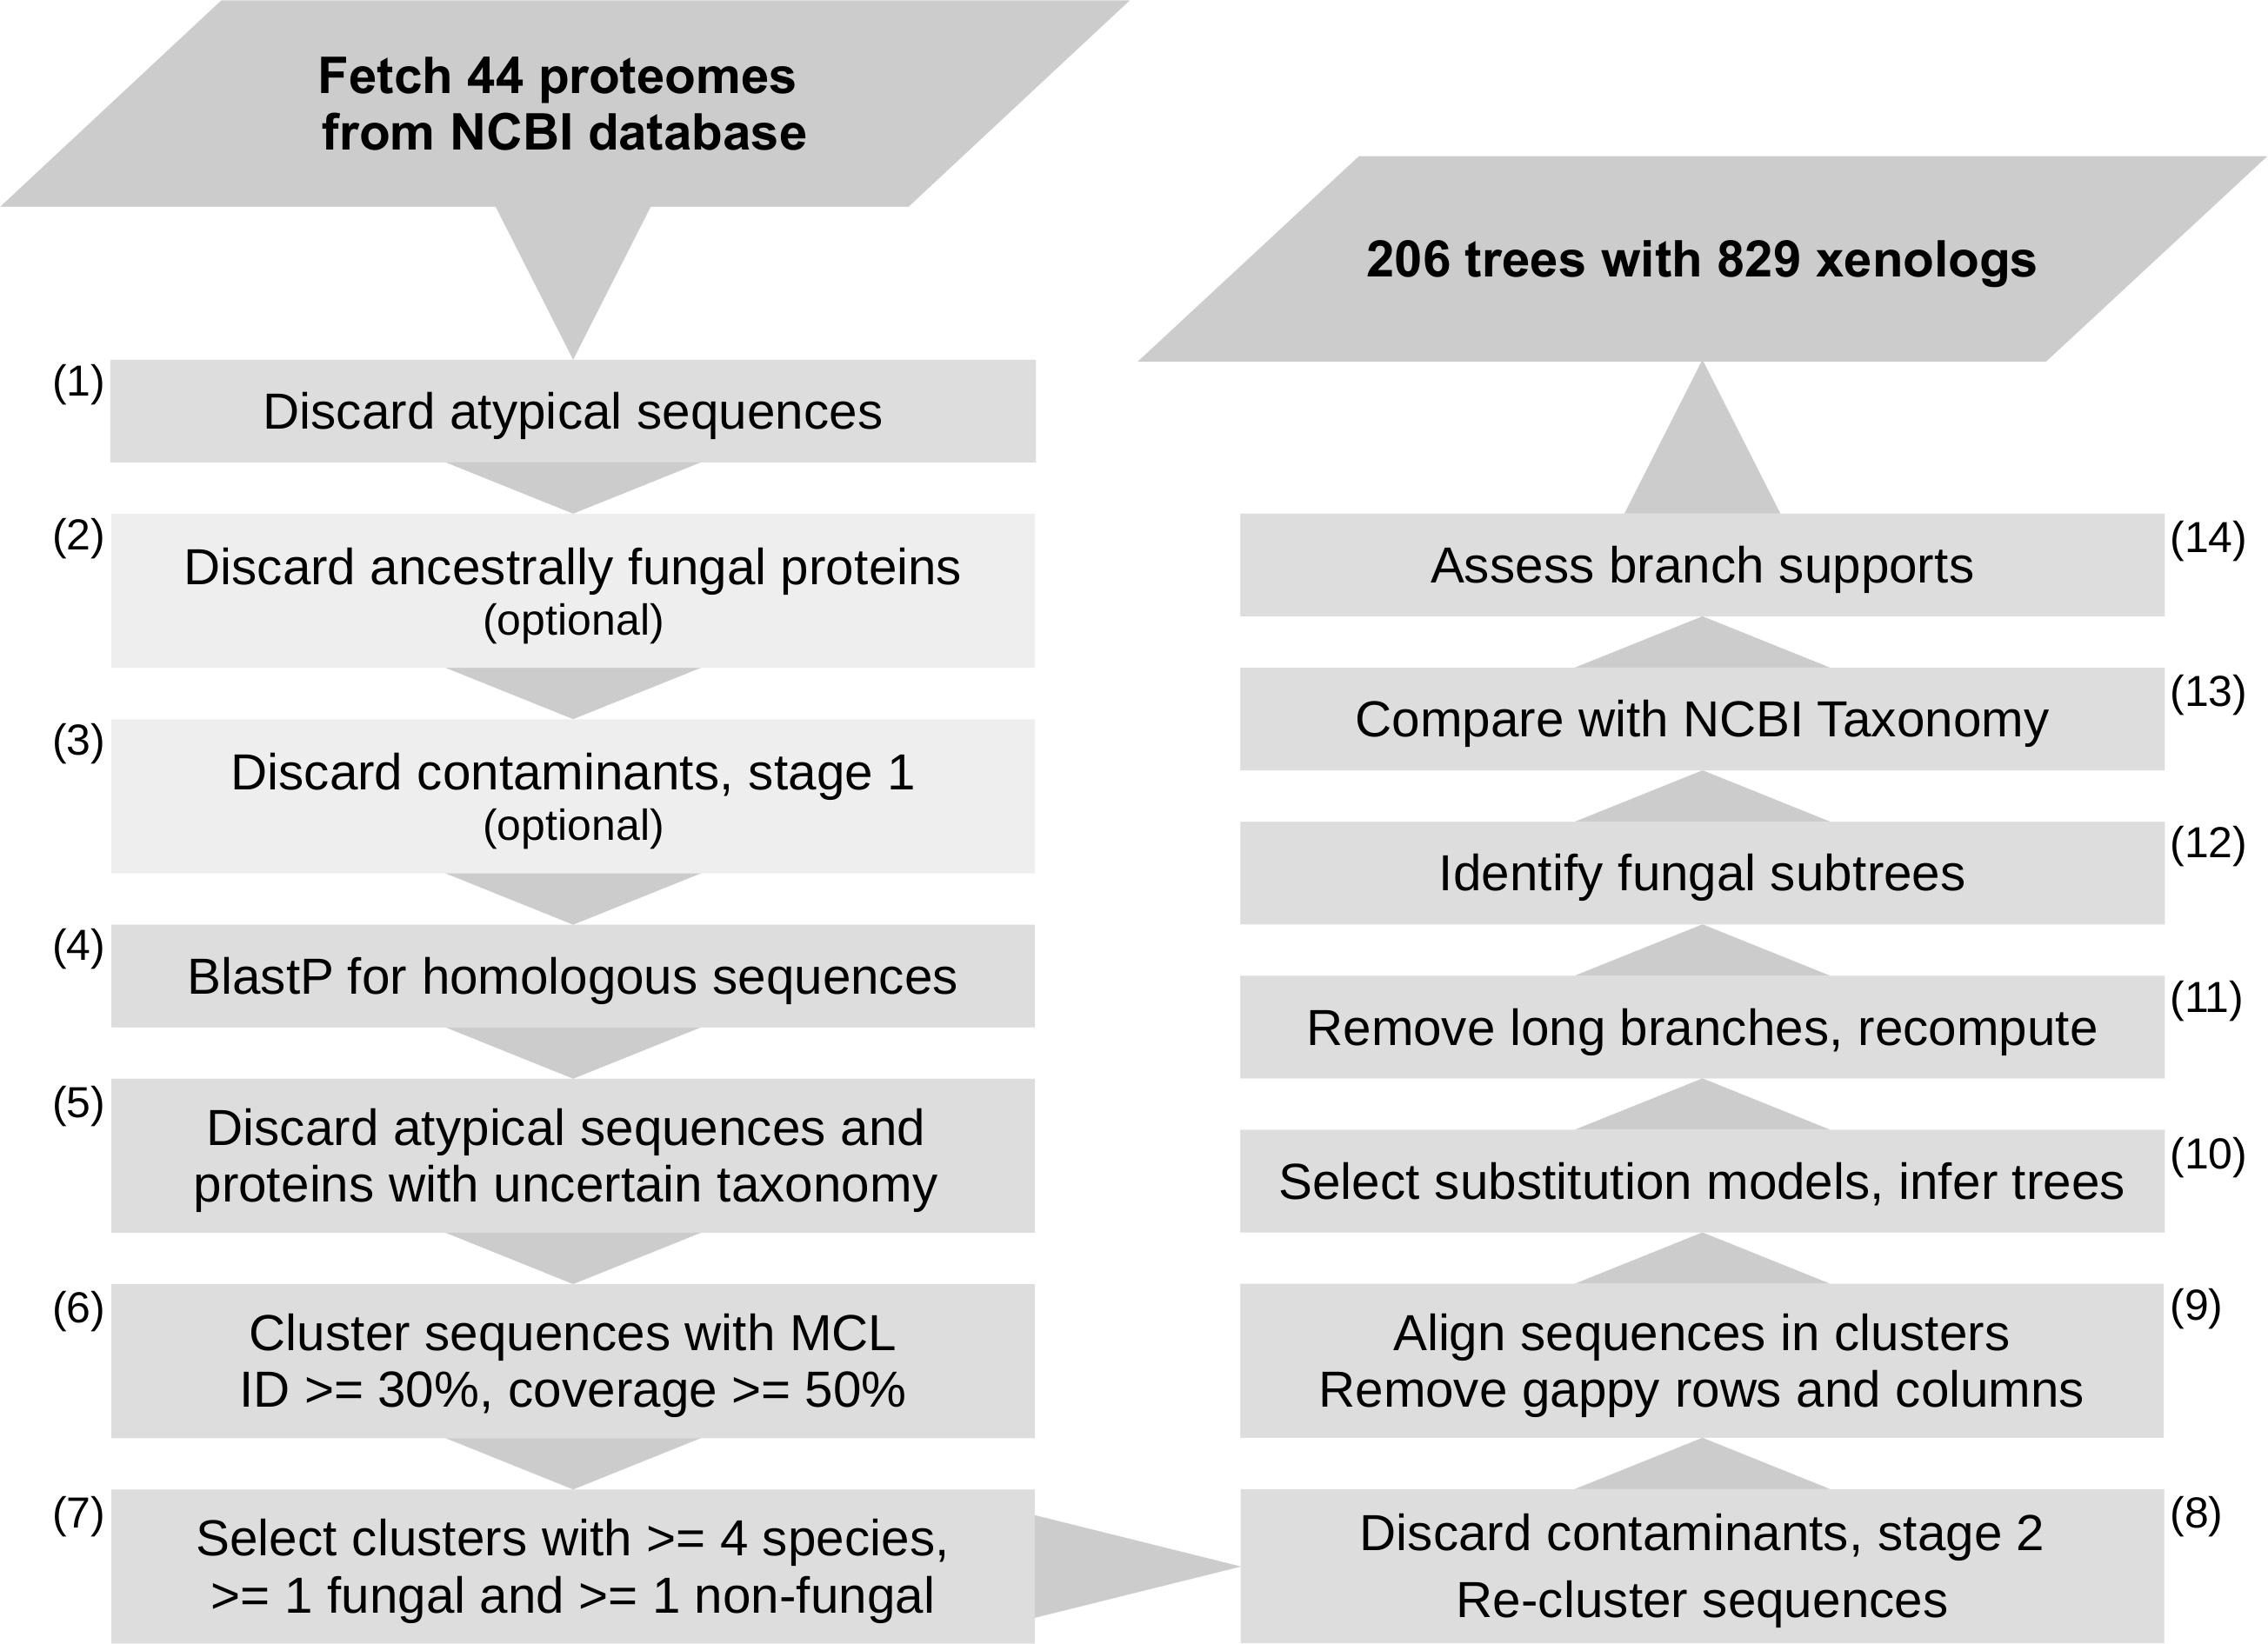 Fetch 44 proteomes
from NCBI database
(1)
Discard atypical sequences
(2)
Discard ancestrally fungal proteins
(optional)
(3)
Discard contaminants, stage 1
(optional)
(4)
BlastP for homologous sequences
(5)
Discard atypical sequences and
proteins with uncertain taxonomy
(6)
Cluster sequences with MCL
ID >= 30%, coverage >= 50%
(7)
Select clusters with >= 4 species,
>= 1 fungal and >= 1 non-fungal
(8)
Discard contaminants, stage 2
Re-cluster sequences
(9)
Align sequences in clusters
Remove gappy rows and columns
(10)
Select substitution models, infer trees
(11)
Remove long branches, recompute
(12)
Identify fungal subtrees
(13)
Compare with NCBI Taxonomy
(14)
Assess branch supports
206 trees with 829 xenologs